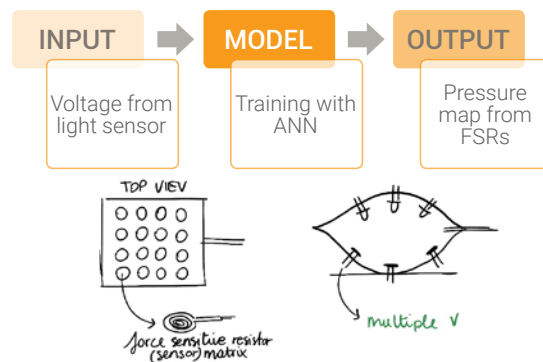 INPUT
MODEL
OUTPUT
Voltage from
light sensor
Training with
ANN
Pressure
map from
FSRs
TOP VIEW
force sensitive resistor
(sensor) matrix
multiple V